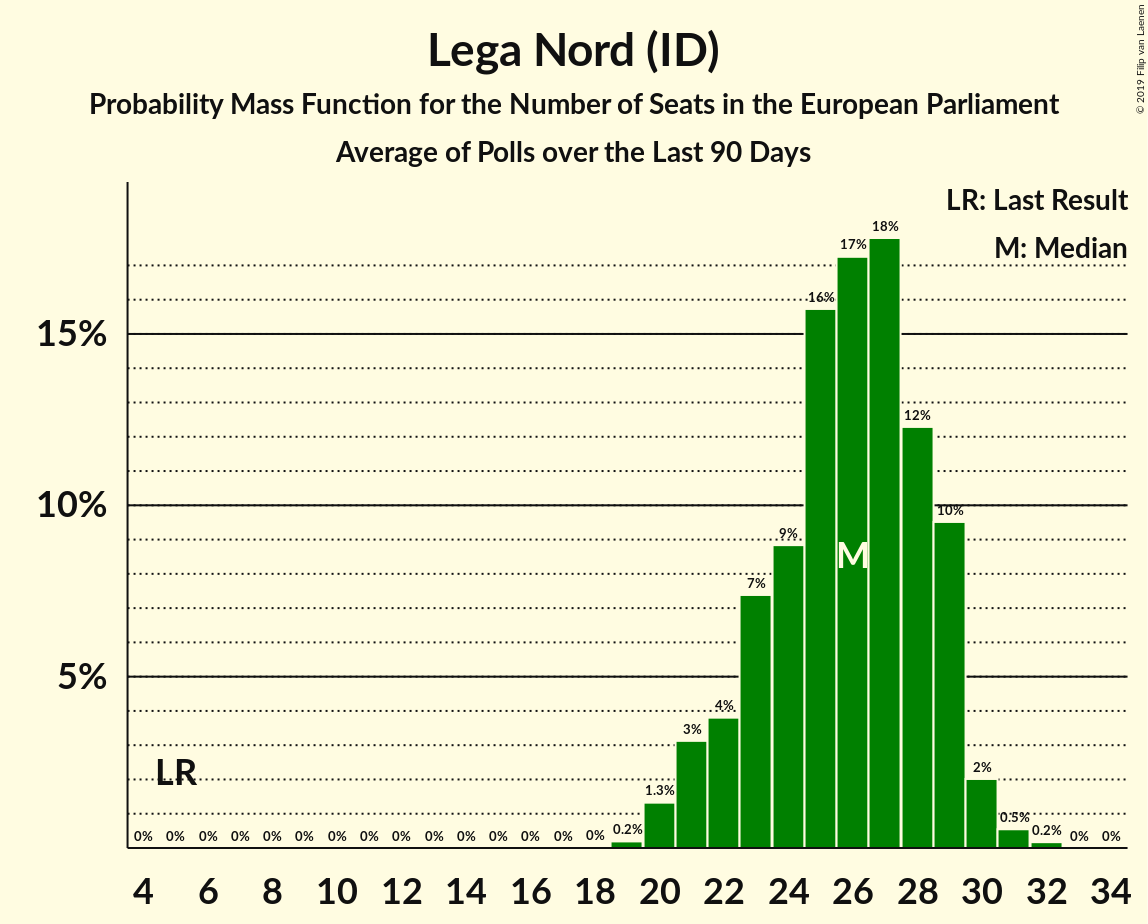 Lega Nord (ID)
Probability Mass Function for the Number of Seats in the European Parliament
Average of Polls over the Last 90 Days
© 2019 Filip van Laenen
LR: Last Result
M: Median
15%
10%
5%
LR
M
0% 0% 0% 0% 0% 0% 0% 0% 0% 0% 0% 0% 0% 0% 0% 0.2% 1.3% 3% 4% 7% 9% 16% 17% 18% 12% 10% 2% 0.5% 0.2% 0% 0%
4 6 8 10 12 14 16 18 20 22 24 26 28 30 32 34